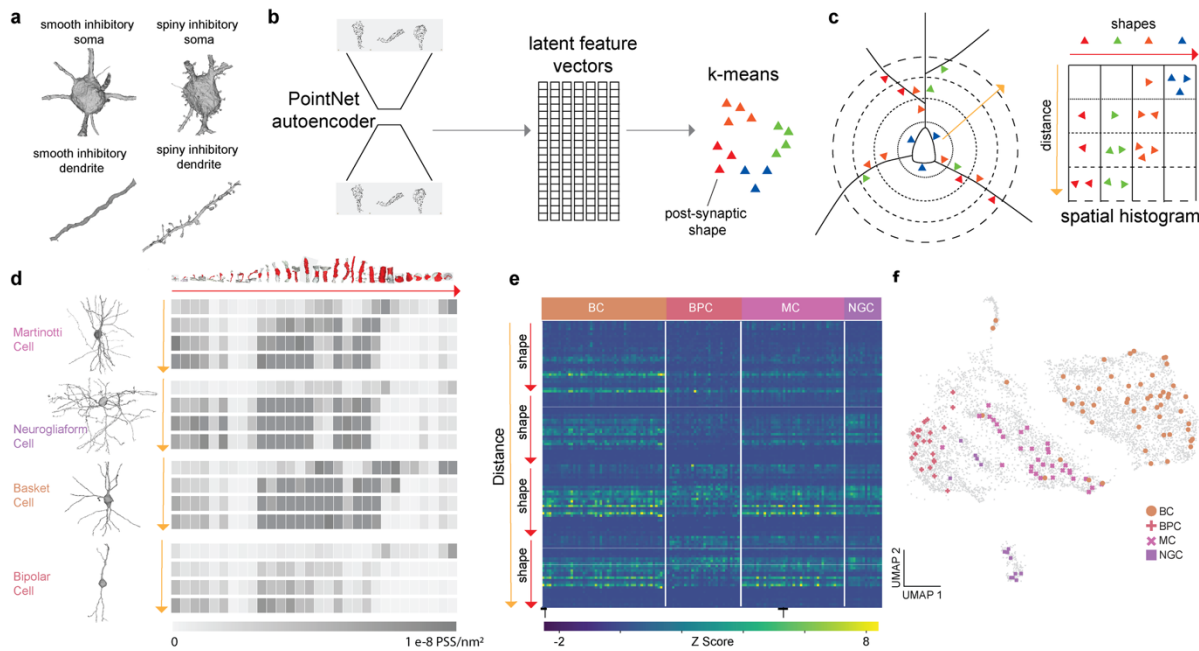 a
smooth inhibitory
soma
spiny inhibitory
soma
smooth inhibitory
dendrite
spiny inhibitory
dendrite
b
PointNet
autoencoder
latent feature
vectors
k-means
post-synaptic
shape
c
shapes
distance
spatial histogram
d
Martinotti
Cell
Neurogliaform
Cell
Basket
Cell
Bipolar
Cell
0
1 e-8 PSS/nm²
e
BC
BPC
MC
NGC
Distance
shape
shape
shape
shape
-2
Z Score
8
f
BC
BPC
MC
NGC
UMAP 2
UMAP 1